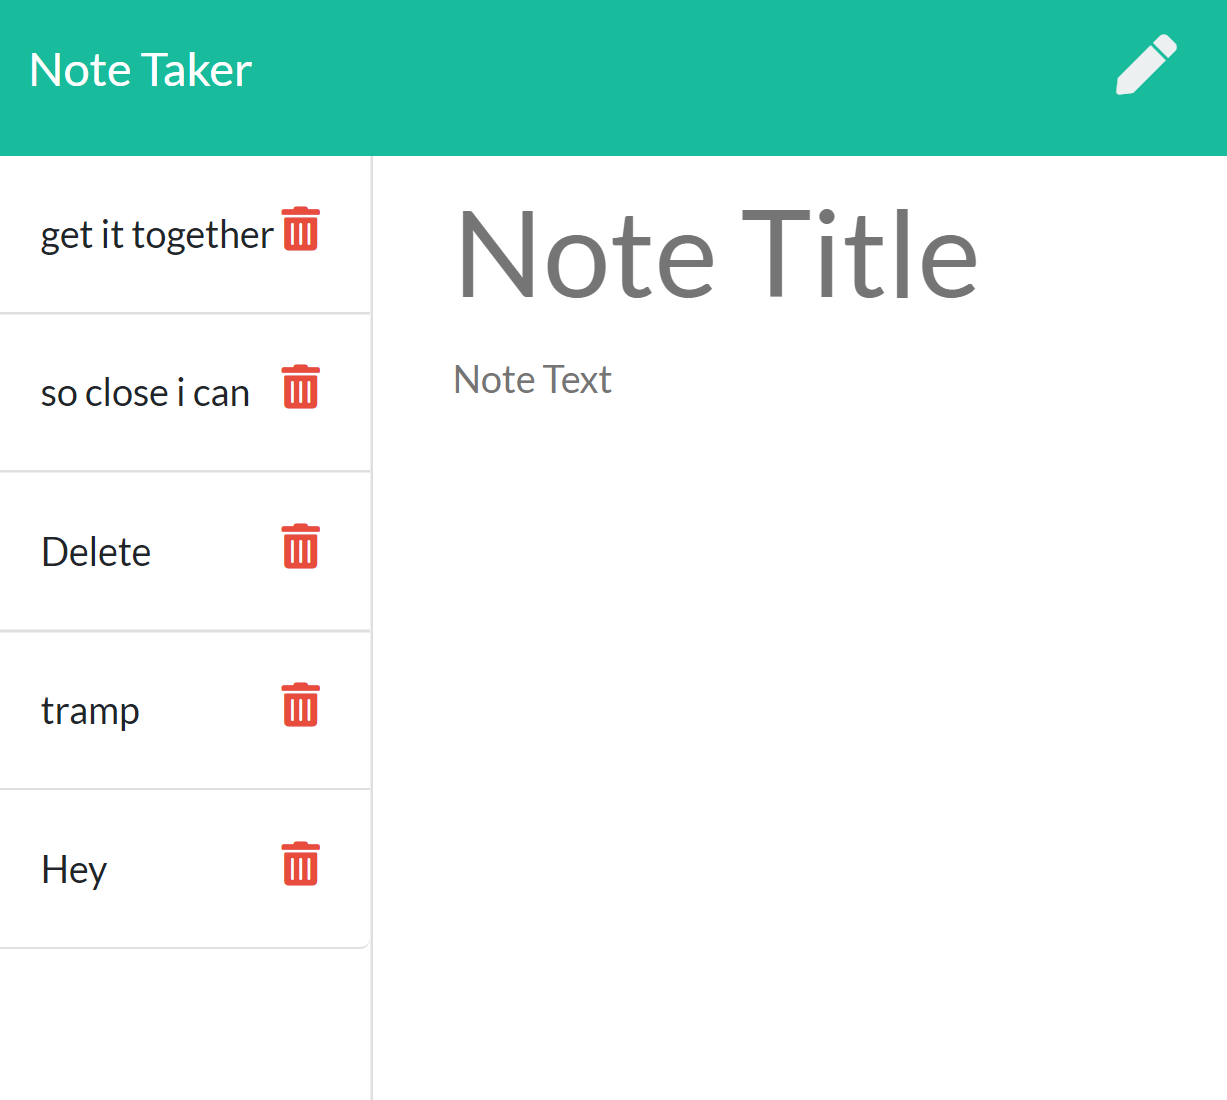 Note Taker
get it together
so close i can
Delete
tramp
Hey
Note Title
Note Text